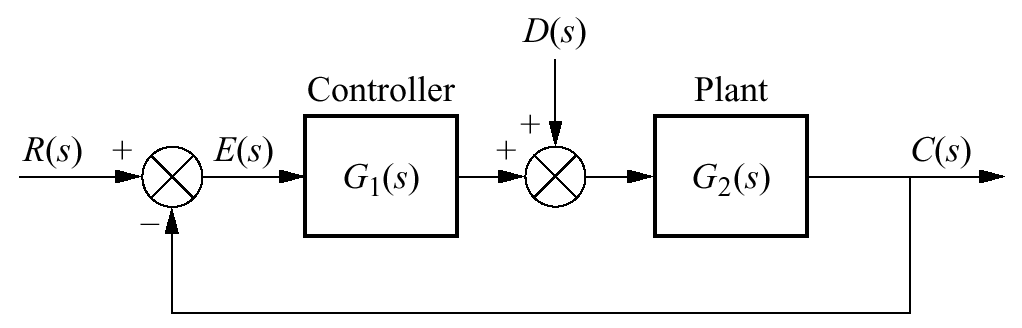 D(s)
Controller
Plant
R(s)
+
E(s)
G₁(s)
+
+
G₂(s)
C(s)
−